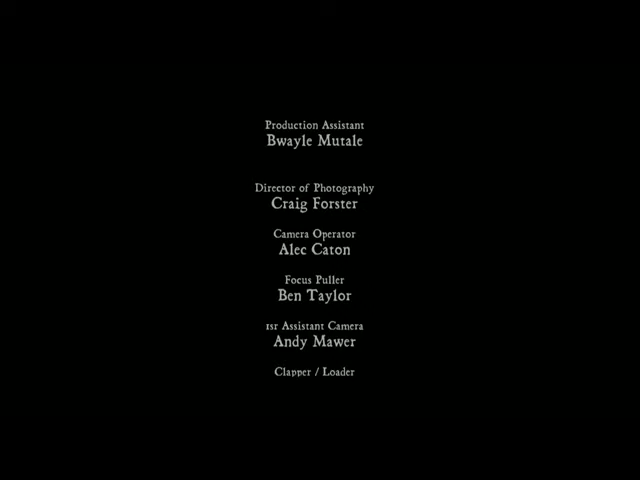 Production Assistant
Bwayle Mutale
Director of Photography
Craig Forster
Camera Operator
Alec Caton
Focus Puller
Ben Taylor
1sr Assistant Camera
Andy Mawer
Clapper / Loader